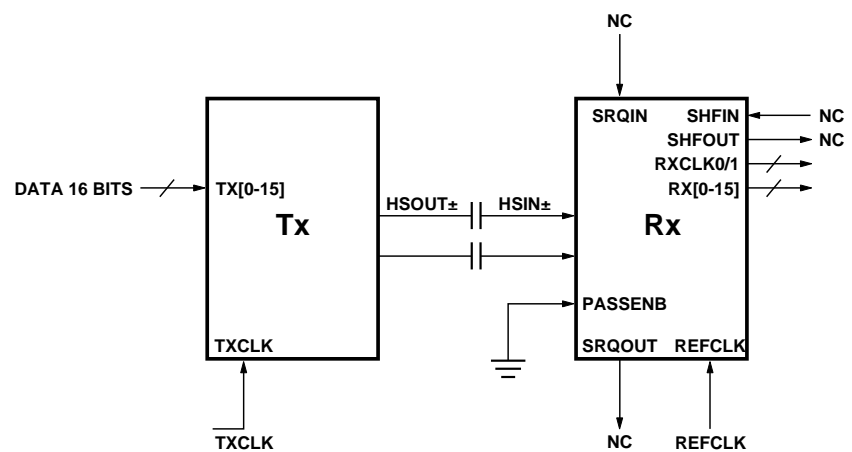 NC
SRQIN
SHFIN
NC
SHFOUT
NC
RXCLK0/1
DATA 16 BITS
TX[0-15]
RX[0-15]
HSOUT±
HSIN±
Tx
Rx
PASSENB
TXCLK
SRQOUT
REFCLK
TXCLK
NC
REFCLK